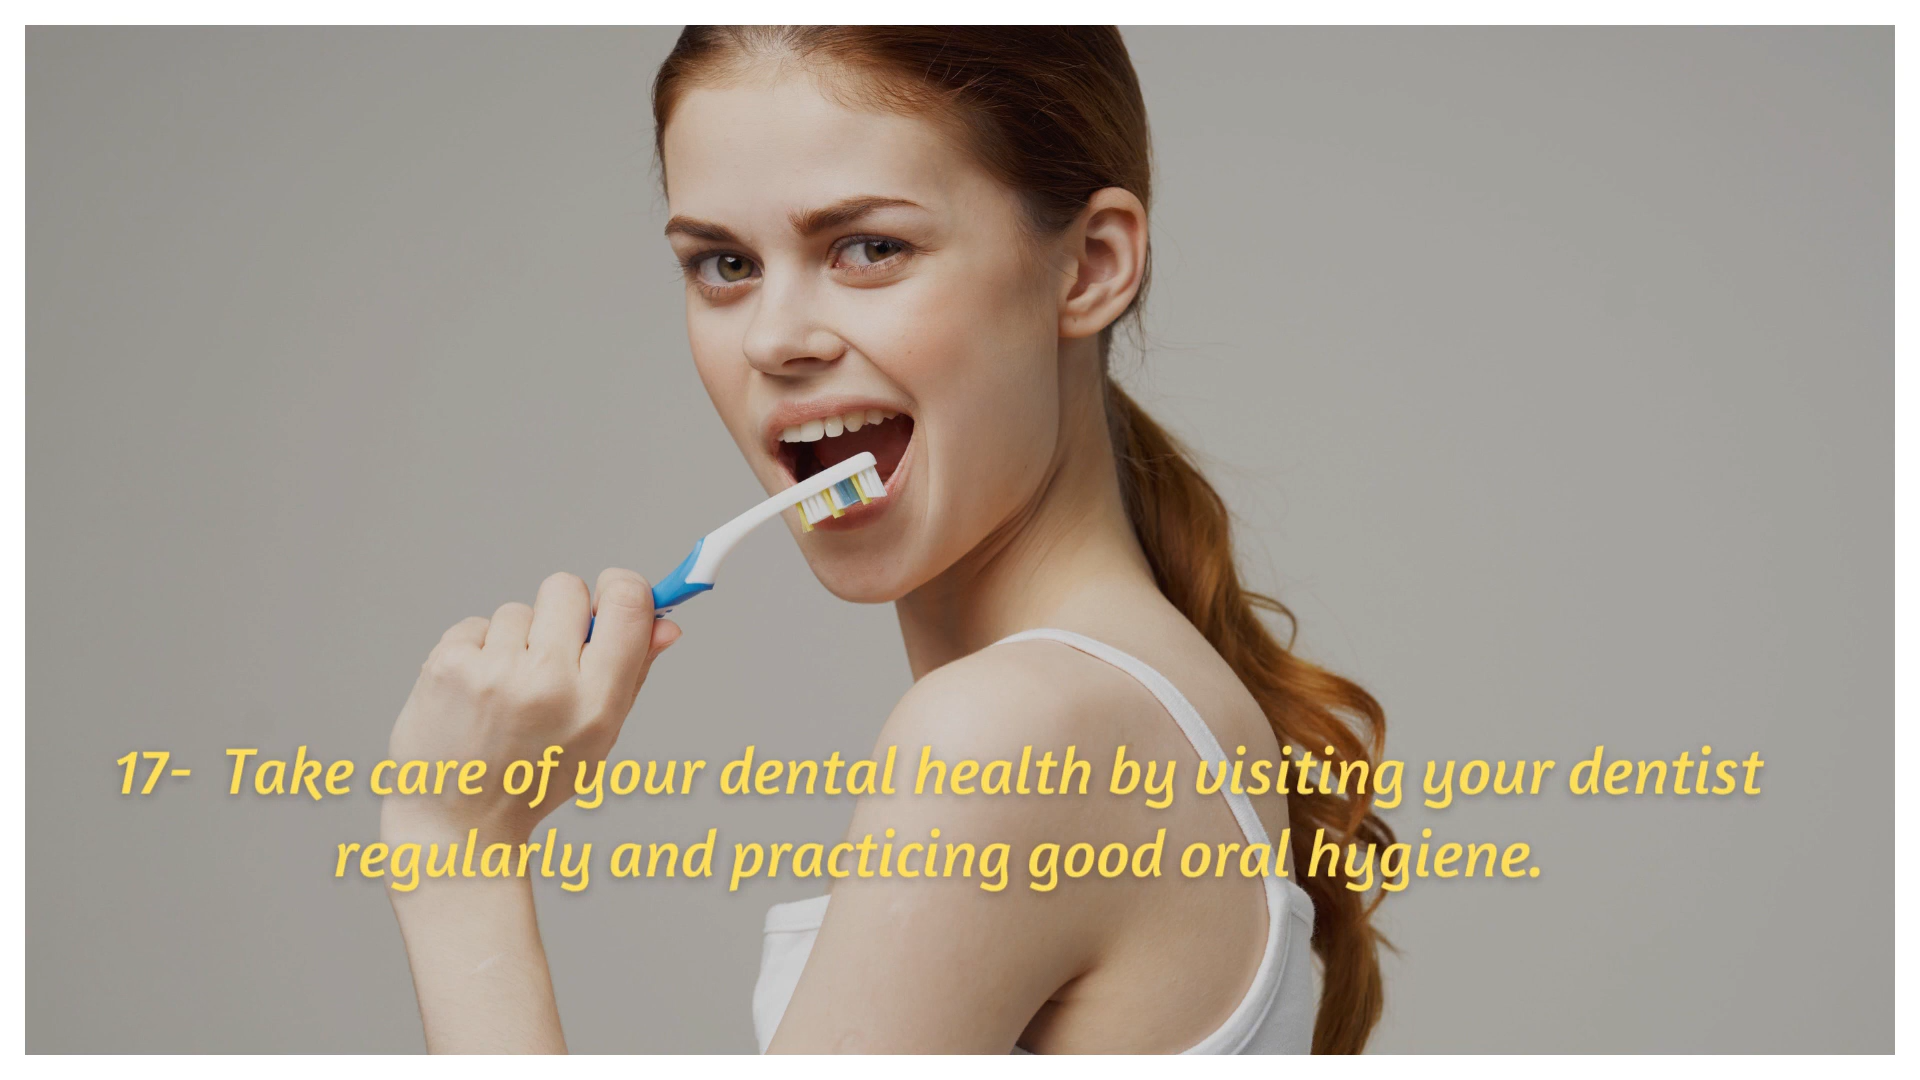 17- Take care of your dental health by visiting your dentist
regularly and practicing good oral hygiene.